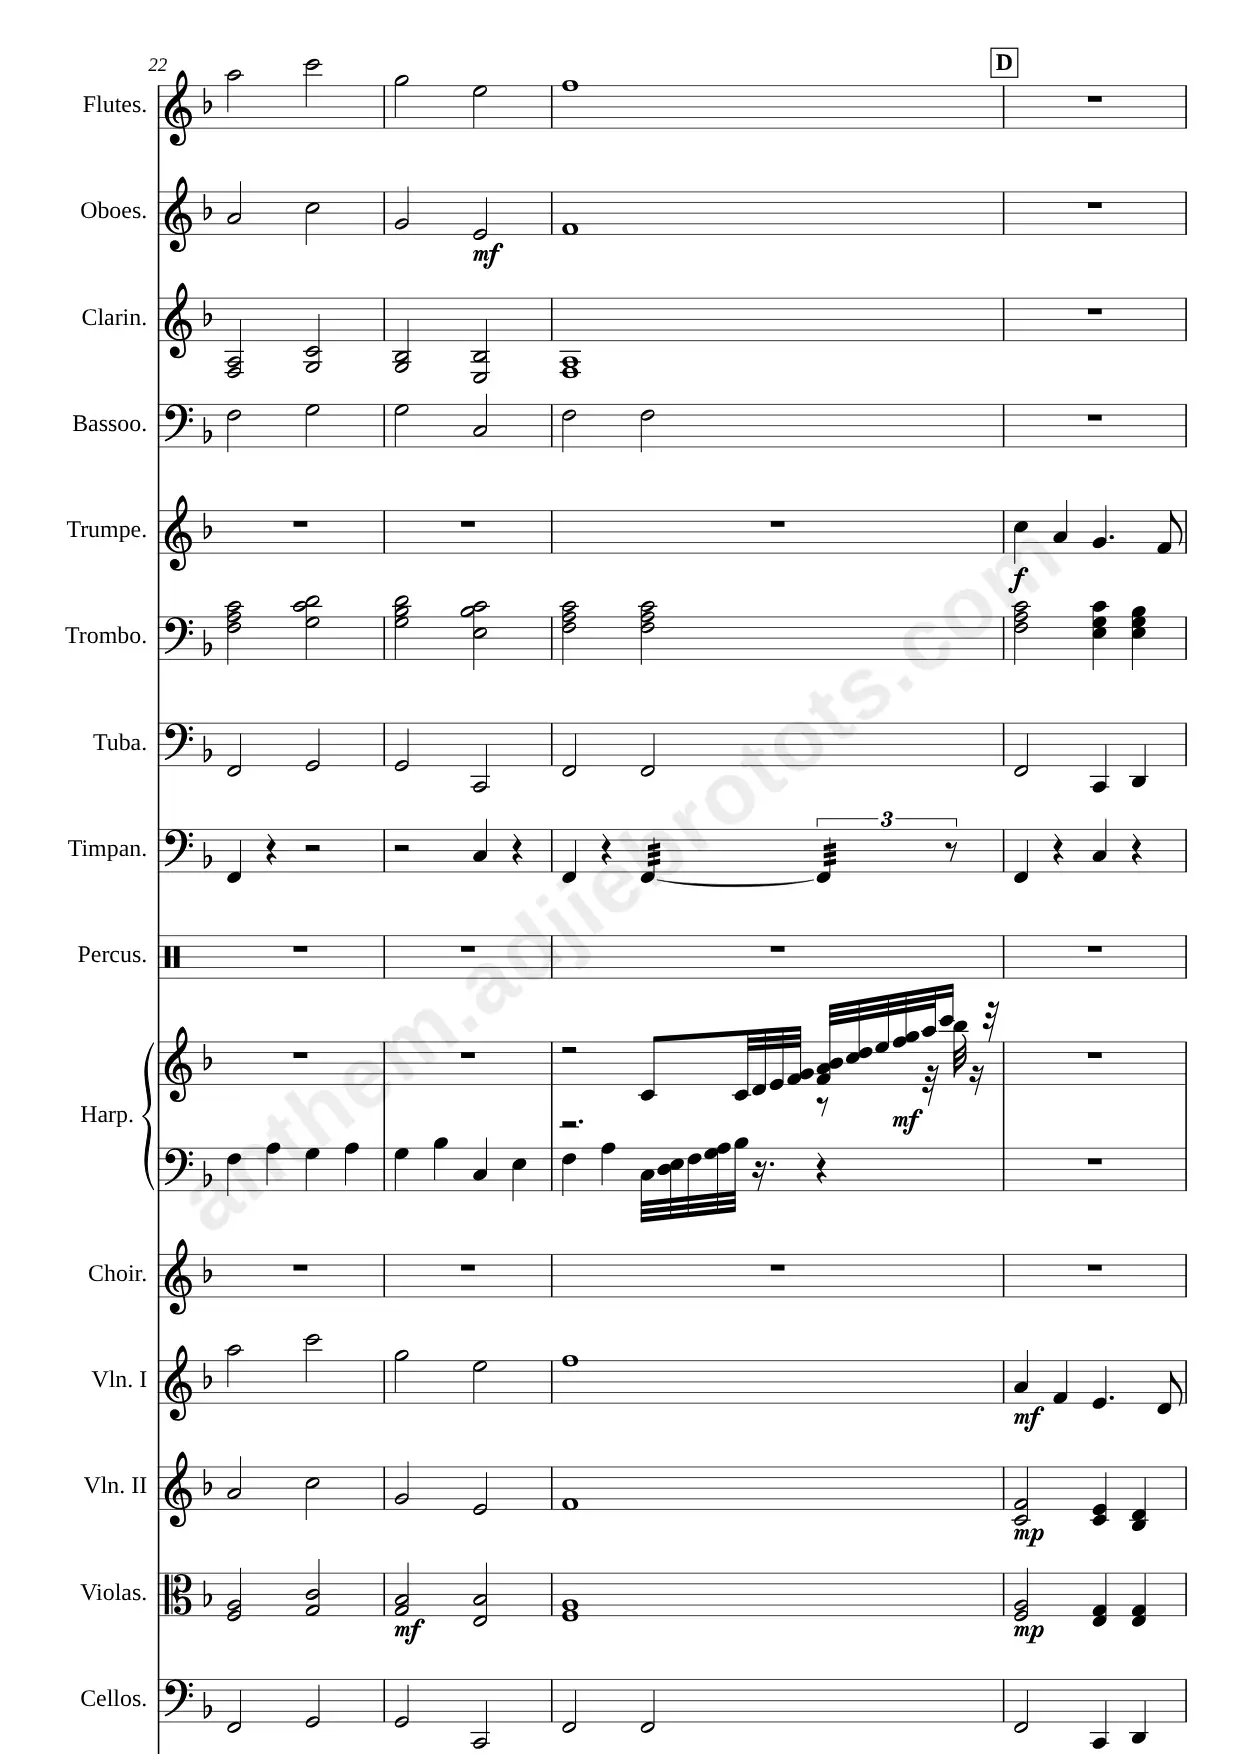 22
D
Flutes.
Oboes.
mf
Clarin.
Bassoo.
Trumpe.
f
Trombo.
Tuba.
3
Timpan.
Percus.
Harp.
mf
Choir.
Vln. I
mf
Vln. II
mp
Violas.
mf
mp
Cellos.
anthem.adjiebrotots.com